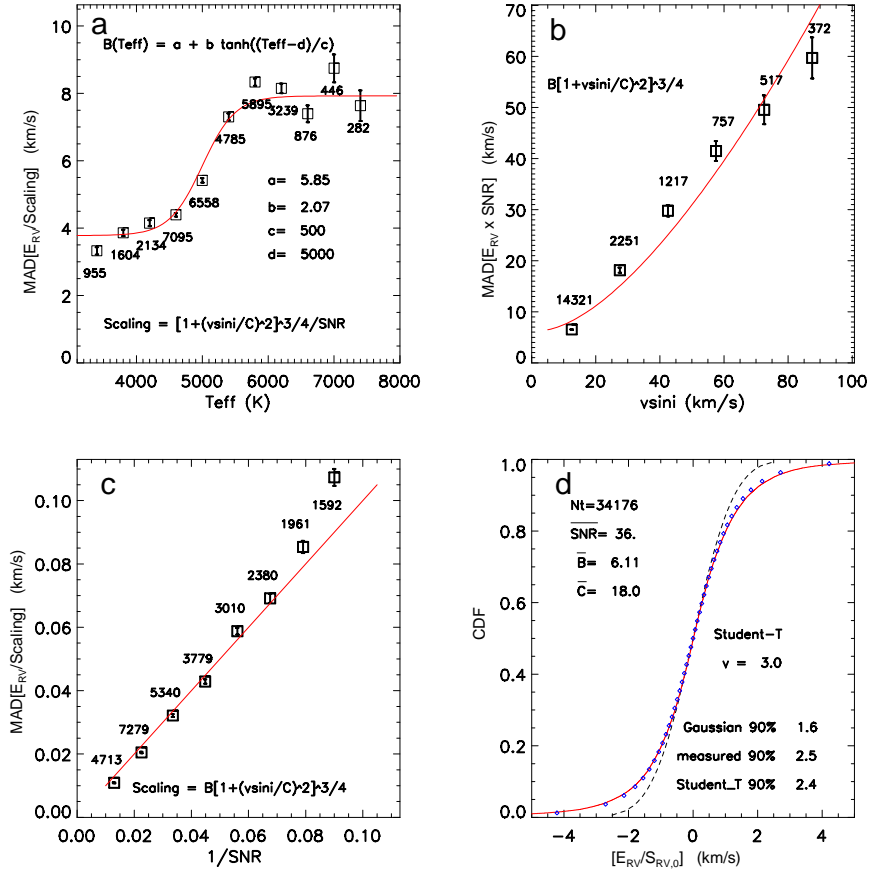 a
B(Teff) = a + b tanh((Teff-d)/c)
MAD[E_RV/Scaling] (km/s)
10
8
6
4
2
0
955
1604
2134
7095
6558
4785
5895
3239
876
446
282
a= 5.85
b= 2.07
c= 500
d= 5000
Scaling = [1+(vsini/C)^2]^3/4/SNR
4000 5000 6000 7000 8000
Teff (K)
b
B[1+vsini/C)^2]^3/4
MAD[E_RV x SNR] (km/s)
70
60
50
40
30
20
10
0
14321
2251
1217
757
517
372
0 20 40 60 80 100
vsini (km/s)
c
MAD[E_RV/Scaling] (km/s)
0.10
0.08
0.06
0.04
0.02
0.00
4713
7279
5340
3779
3010
2380
1961
1592
Scaling = B[1+(vsini/C)^2]^3/4
0.00 0.02 0.04 0.06 0.08 0.10
1/SNR
d
CDF
1.0
0.8
0.6
0.4
0.2
0.0
Nt=34176
SNR= 36.
B= 6.11
C= 18.0
Student-T
v = 3.0
Gaussian 90% 1.6
measured 90% 2.5
Student_T 90% 2.4
-4 -2 0 2 4
[E_RV/S_RV,0] (km/s)